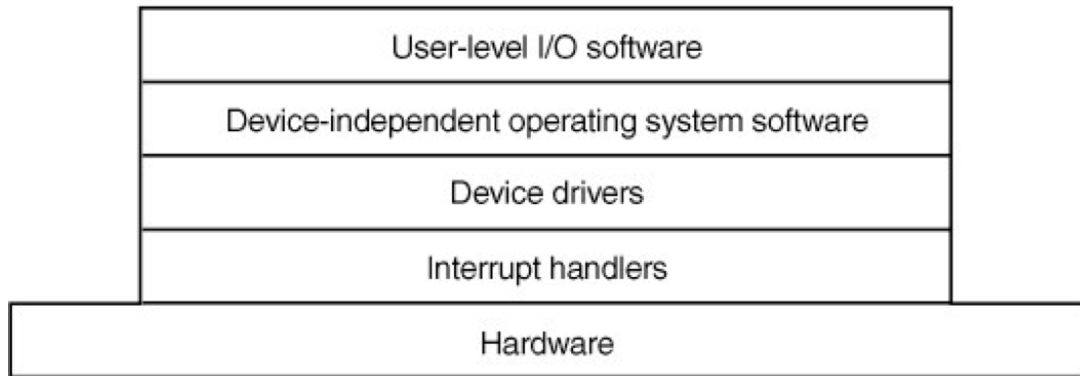 User-level I/O software
Device-independent operating system software
Device drivers
Interrupt handlers
Hardware